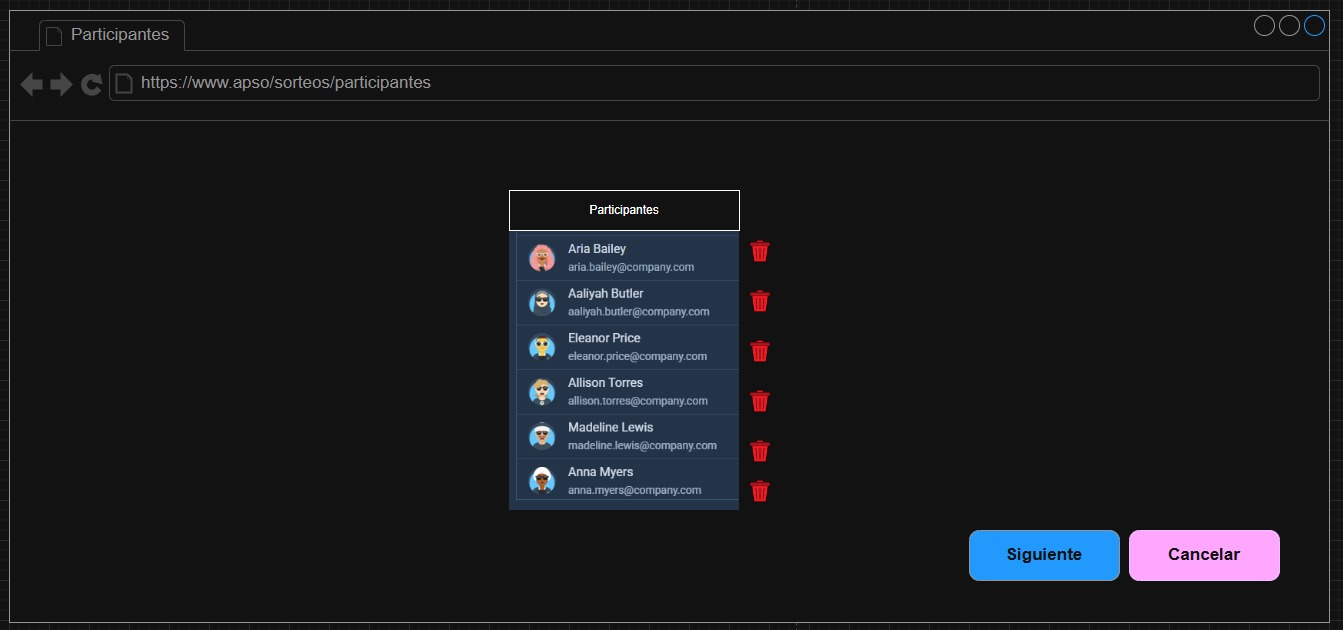 Participantes
https://www.apso/sorteos/participantes
Participantes
Aria Bailey
aria.bailey@company.com
Aaliyah Butler
aaliyah.butler@company.com
Eleanor Price
eleanor.price@company.com
Allison Torres
allison.torres@company.com
Madeline Lewis
madeline.lewis@company.com
Anna Myers
anna.myers@company.com
Siguiente
Cancelar